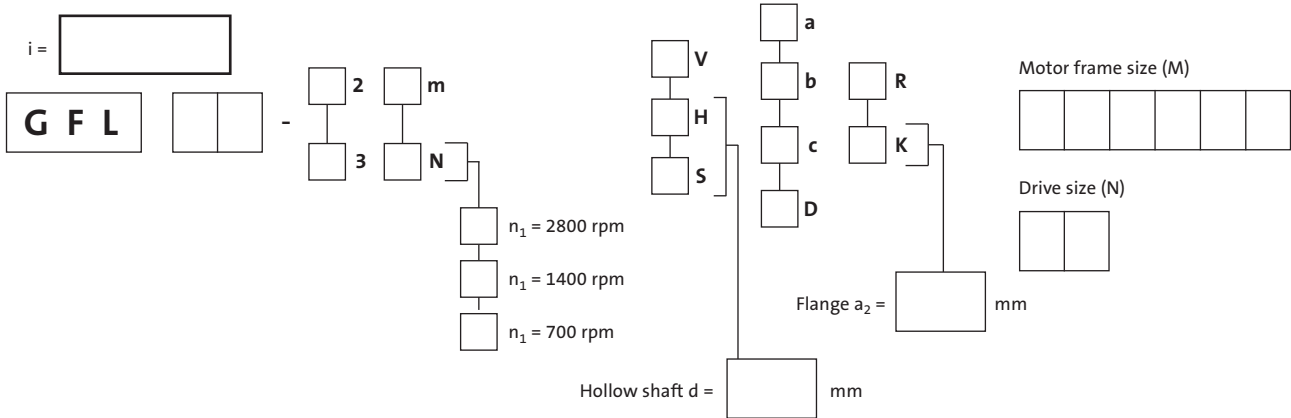 i =
G F L
-
2
3
m
N
n₁ = 2800 rpm
n₁ = 1400 rpm
n₁ = 700 rpm
V
H
S
Hollow shaft d = mm
a
b
c
D
R
K
Flange a₂ = mm
Motor frame size (M)
Drive size (N)